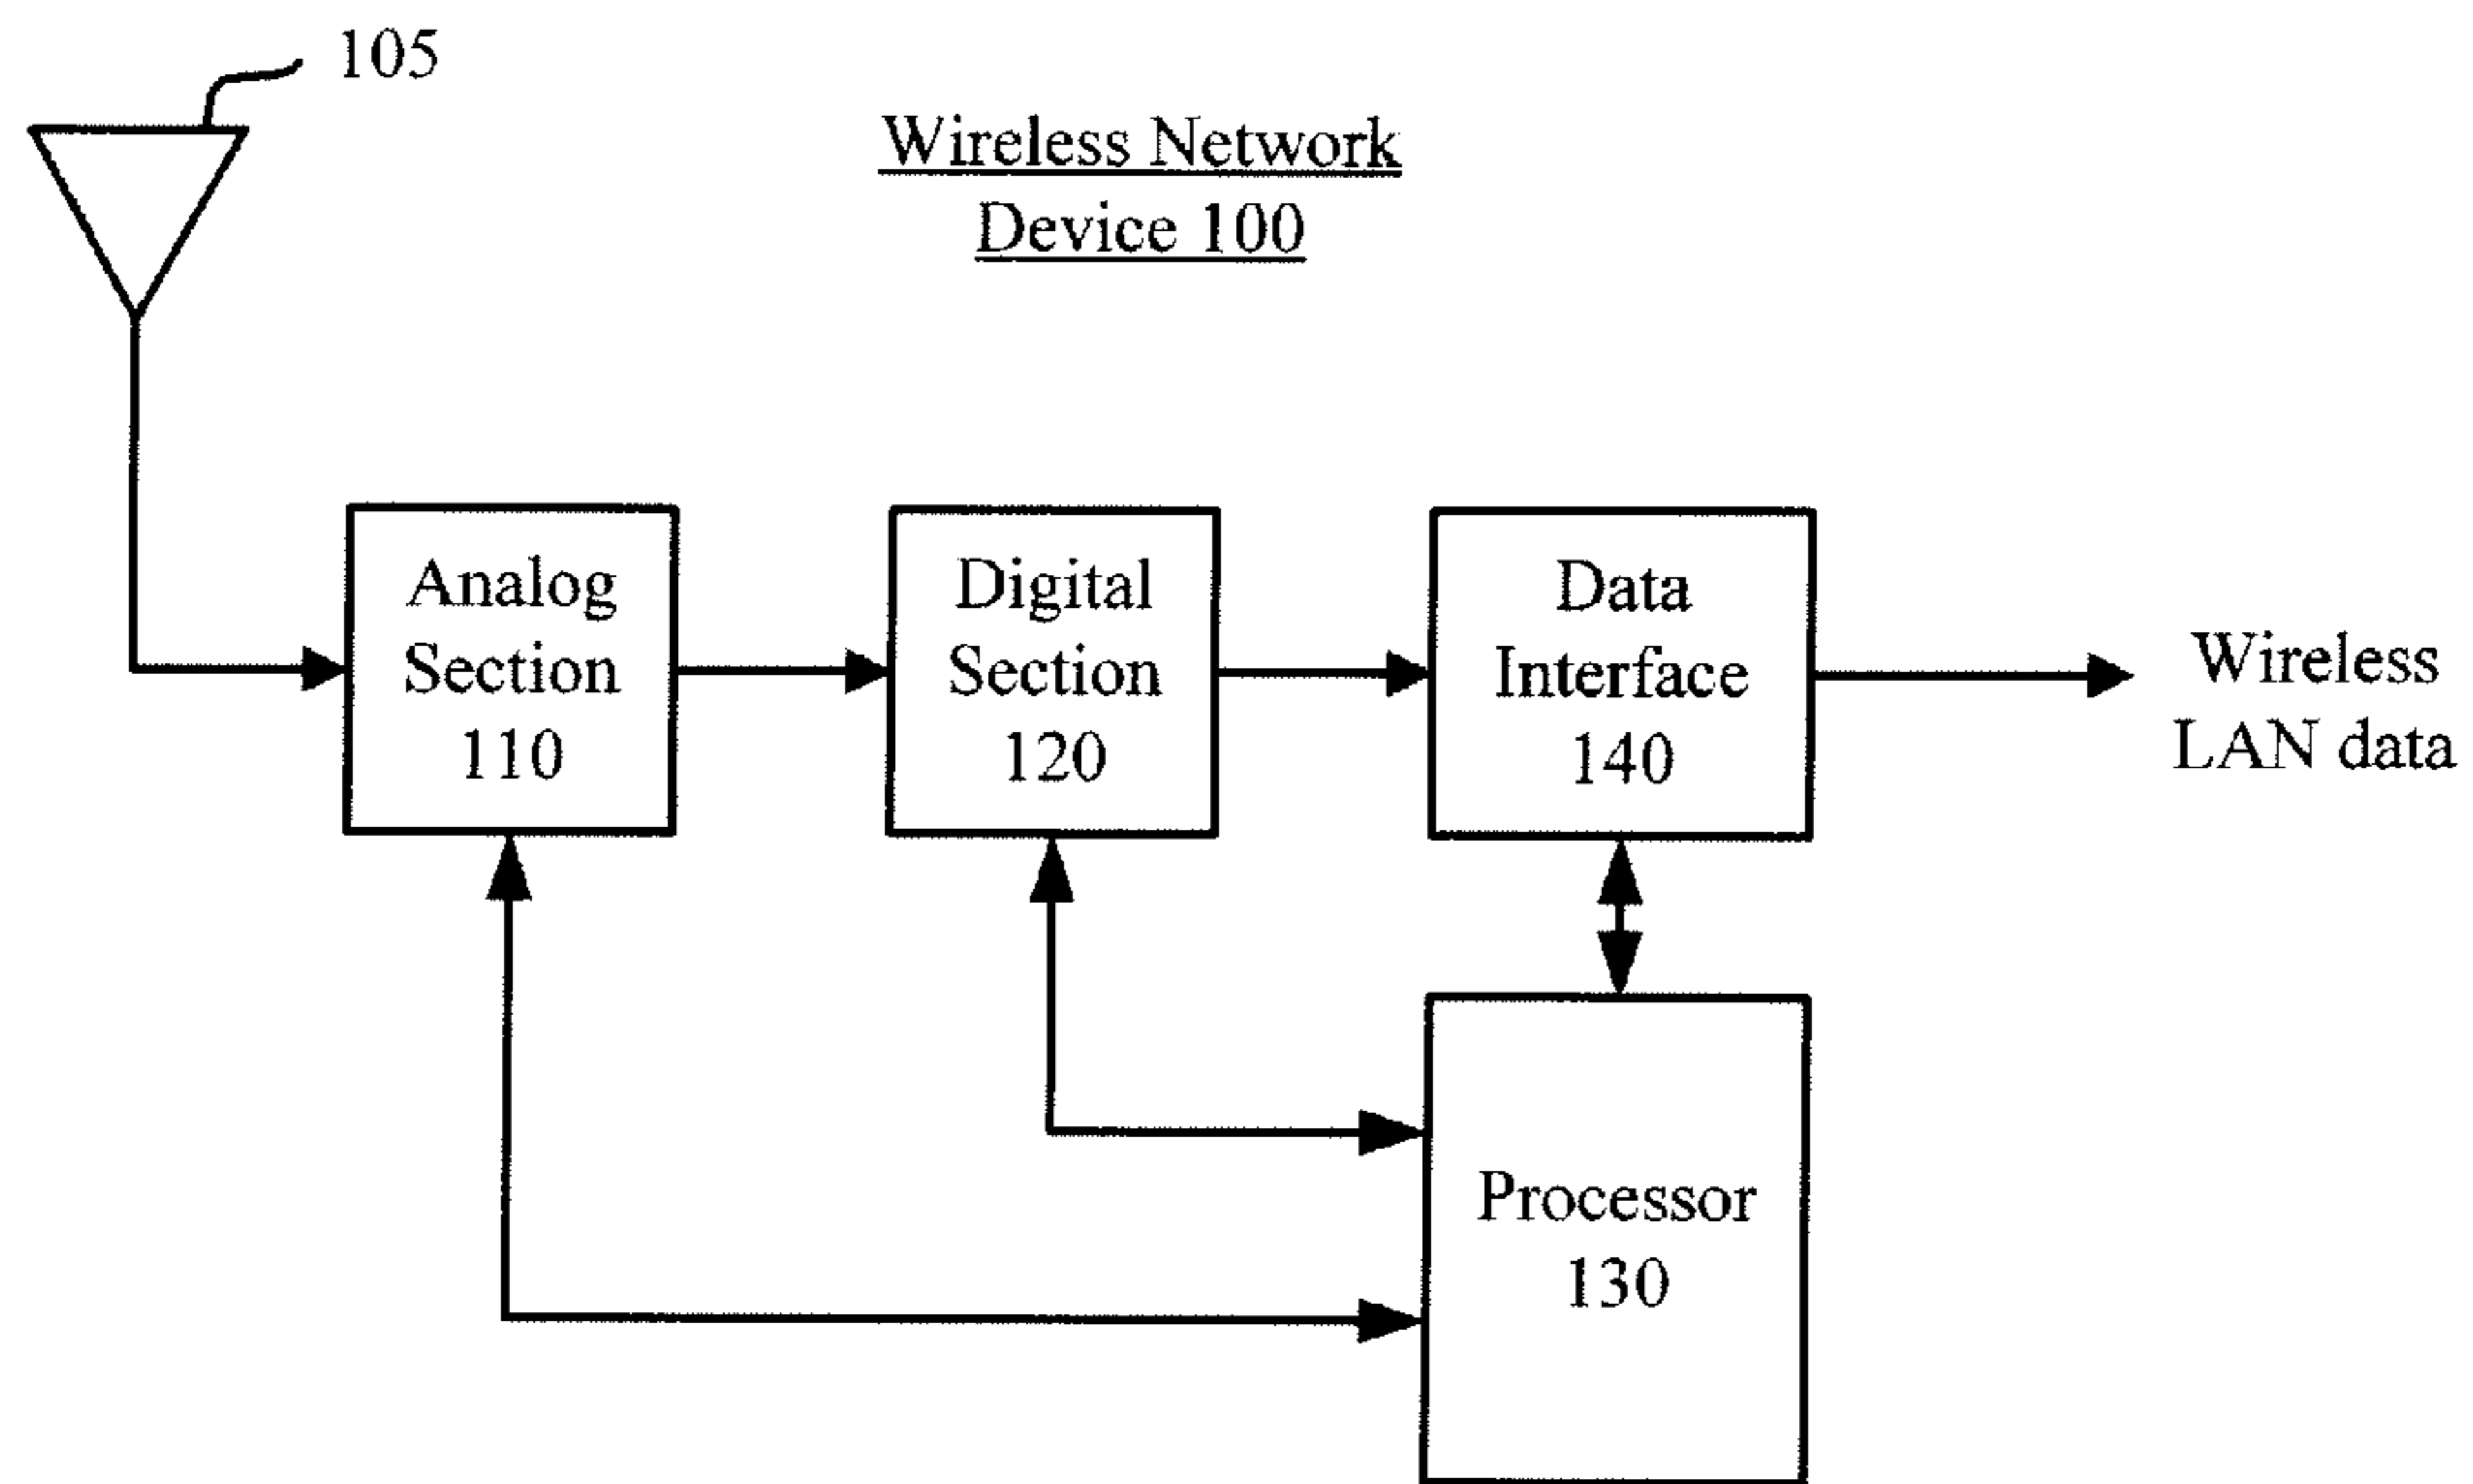 105
Wireless Network
Device 100
Analog
Section
110
Digital
Section
120
Data
Interface
140
Wireless
LAN data
Processor
130